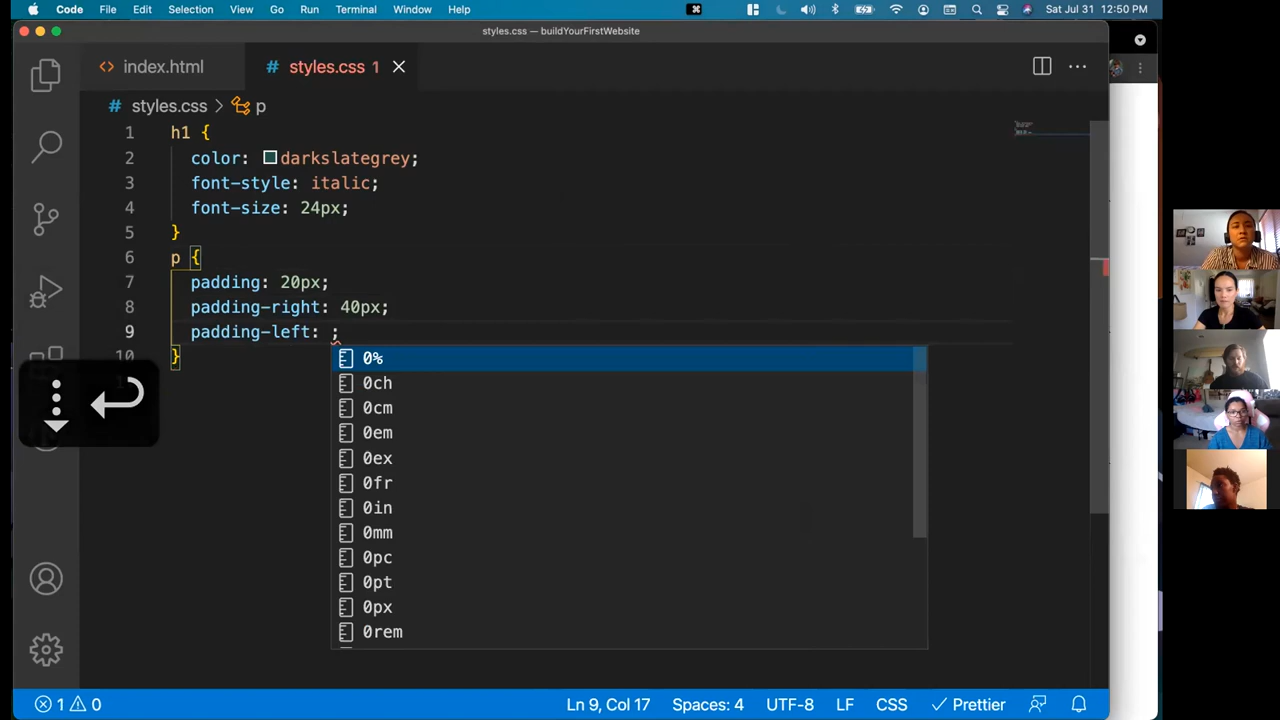 Code File Edit Selection View Go Run Terminal Window Help Sat Jul 31 12:50 PM
styles.css — buildYourFirstWebsite
index.html
styles.css 1
styles.css > p
1 h1 {
2 color: darkslategrey;
3 font-style: italic;
4 font-size: 24px;
5 }
6 p {
7 padding: 20px;
8 padding-right: 40px;
9 padding-left: ;
10 }
0%
0ch
0cm
0em
0ex
0fr
0in
0mm
0pc
0pt
0px
0rem
1 0 Ln 9, Col 17 Spaces: 4 UTF-8 LF CSS Prettier